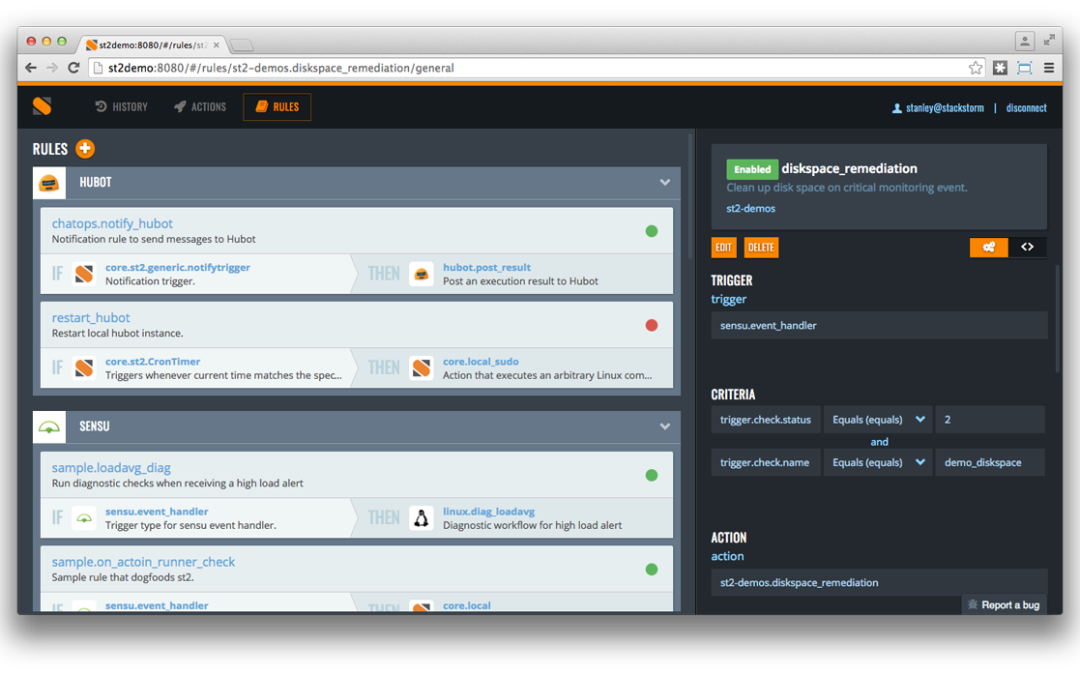 st2demo:8080/#/rules/st2
st2demo:8080/#/rules/st2-demos.diskspace_remediation/general
HISTORY
ACTIONS
RULES
stanley@stackstorm | disconnect
RULES
HUBOT
chatops.notify_hubot
Notification rule to send messages to Hubot
IF
core.st2.generic.notifytrigger
Notification trigger.
THEN
hubot.post_result
Post an execution result to Hubot
restart_hubot
Restart local hubot instance.
IF
core.st2.CronTimer
Triggers whenever current time matches the spec...
THEN
core.local_sudo
Action that executes an arbitrary Linux com...
SENSU
sample.loadavg_diag
Run diagnostic checks when receiving a high load alert
IF
sensu.event_handler
Trigger type for sensu event handler.
THEN
linux.diag_loadavg
Diagnostic workflow for high load alert
sample.on_actoin_runner_check
Sample rule that dogfoods st2.
IF
sensu.event_handler
THEN
core.local
Enabled diskspace_remediation
Clean up disk space on critical monitoring event.
st2-demos
EDIT
DELETE
<>
TRIGGER
trigger
sensu.event_handler
CRITERIA
trigger.check.status Equals (equals) 2
and
trigger.check.name Equals (equals) demo_diskspace
ACTION
action
st2-demos.diskspace_remediation
Report a bug